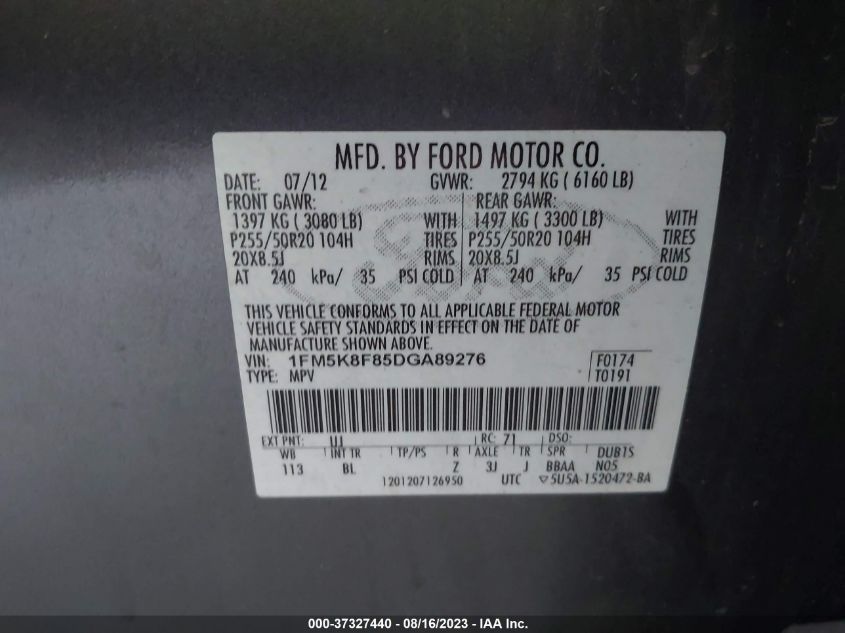 MFD. BY FORD MOTOR CO.
DATE: 07/12 GVWR: 2794 KG ( 6160 LB)
FRONT GAWR: REAR GAWR:
1397 KG ( 3080 LB) WITH 1497 KG ( 3300 LB) WITH
P255/50R20 104H TIRES P255/50R20 104H TIRES
20X8.5J RIMS 20X8.5J RIMS
AT 240 kPa/ 35 PSI COLD AT 240 kPa/ 35 PSI COLD
THIS VEHICLE CONFORMS TO ALL APPLICABLE FEDERAL MOTOR
VEHICLE SAFETY STANDARDS IN EFFECT ON THE DATE OF
MANUFACTURE SHOWN ABOVE.
VIN: 1FM5K8F85DGA89276 F0174
TYPE: MPV T0191
EXT PNT: UJ RC: 71 DSO:
WB INT TR TP/PS R AXLE TR SPR DUB1S
113 BL Z 3J J BBAA NO5
1201207126950 UTC ▽5U5A-1520472-BA
000-37327440 - 08/16/2023 - IAA Inc.